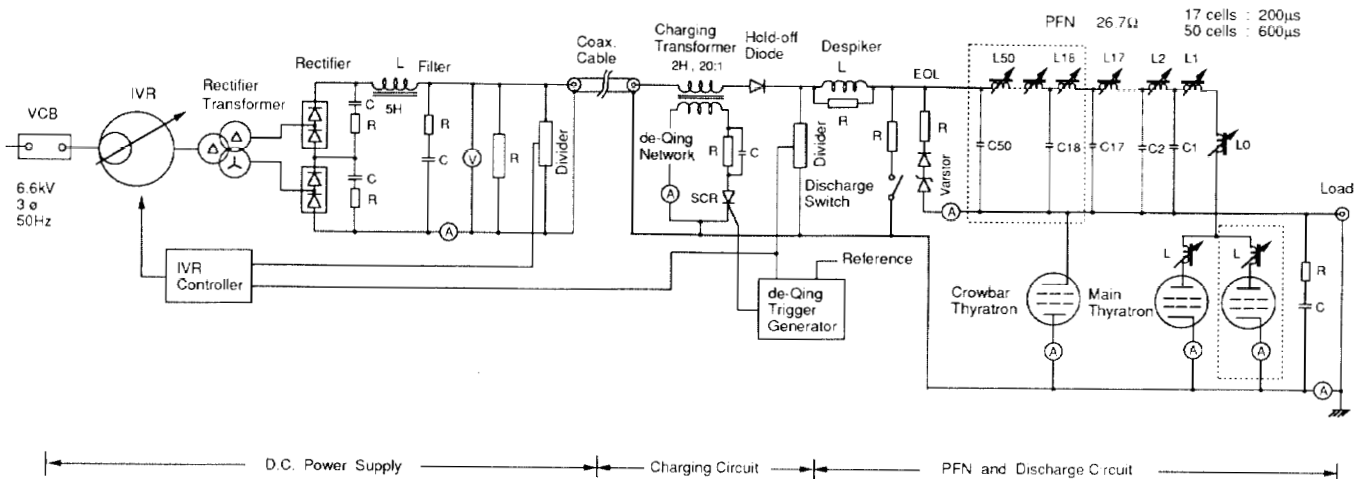 PFN 26.7Ω
17 cells : 200μs
50 cells : 600μs
VCB
6.6kV
3 ø
50Hz
IVR
Rectifier
Transformer
Rectifier
L
Filter
5H
C
R
C
R
R
C
V
R
Divider
A
IVR
Controller
Coax.
Cable
Charging
Transformer
2H , 20:1
Hold-off
Diode
de-Qing
Network
R
C
A
SCR
Divider
Despiker
L
R
R
Discharge
Switch
Reference
de-Qing
Trigger
Generator
EOL
R
Varstor
A
L50
L18
L17
L2
L1
C50
C18
C17
C2
C1
L0
Load
Crowbar
Thyratron
A
Main
Thyratron
L
L
A
A
R
C
A
D.C. Power Supply
Charging Circuit
PFN and Discharge Circuit